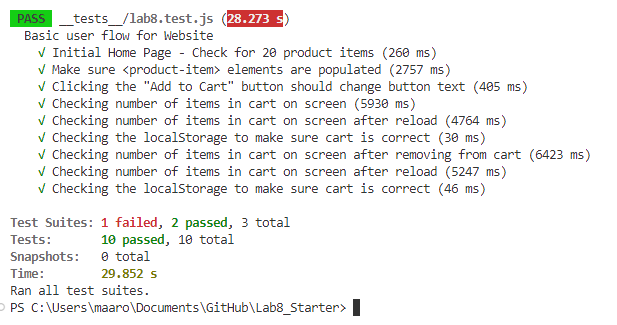 PASS __tests__/lab8.test.js (28.273 s)
Basic user flow for Website
√ Initial Home Page - Check for 20 product items (260 ms)
√ Make sure <product-item> elements are populated (2757 ms)
√ Clicking the "Add to Cart" button should change button text (405 ms)
√ Checking number of items in cart on screen (5930 ms)
√ Checking number of items in cart on screen after reload (4764 ms)
√ Checking the localStorage to make sure cart is correct (30 ms)
√ Checking number of items in cart on screen after removing from cart (6423 ms)
√ Checking number of items in cart on screen after reload (5247 ms)
√ Checking the localStorage to make sure cart is correct (46 ms)
Test Suites: 1 failed, 2 passed, 3 total
Tests: 10 passed, 10 total
Snapshots: 0 total
Time: 29.852 s
Ran all test suites.
PS C:\Users\maaro\Documents\GitHub\Lab8_Starter>